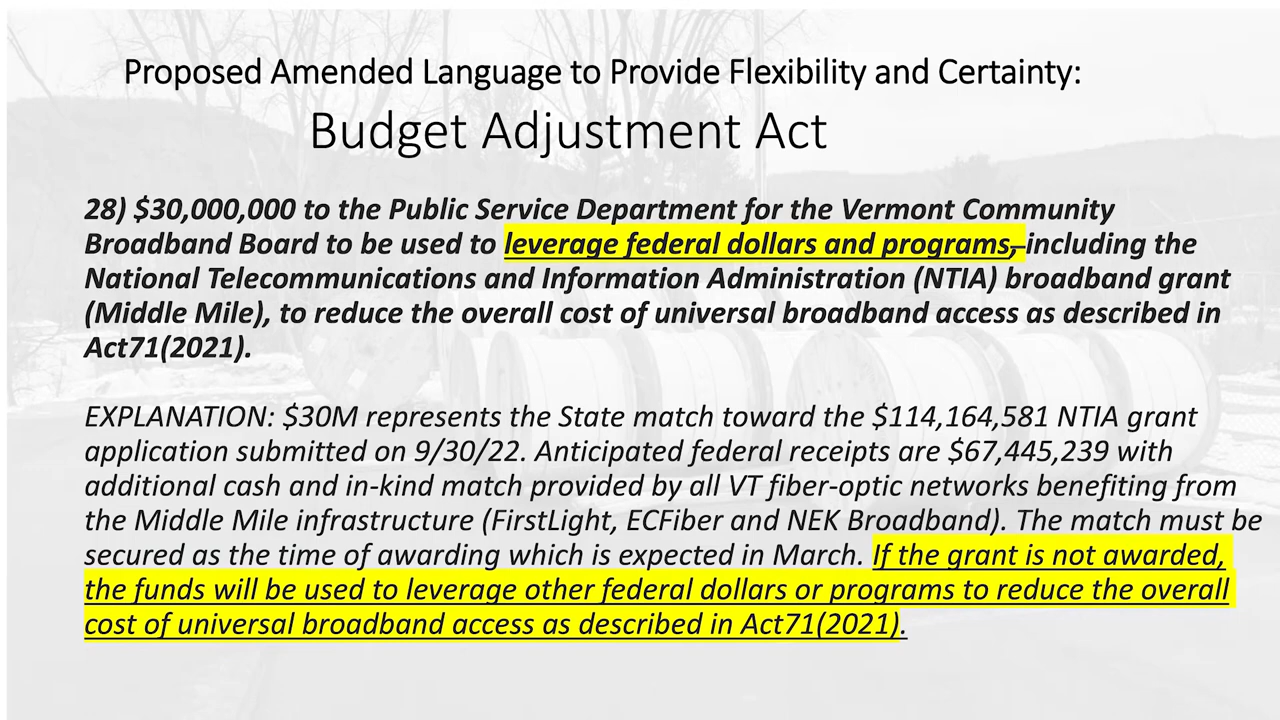 Proposed Amended Language to Provide Flexibility and Certainty:
Budget Adjustment Act
28) $30,000,000 to the Public Service Department for the Vermont Community
Broadband Board to be used to leverage federal dollars and programs, including the
National Telecommunications and Information Administration (NTIA) broadband grant
(Middle Mile), to reduce the overall cost of universal broadband access as described in
Act71(2021).
EXPLANATION: $30M represents the State match toward the $114,164,581 NTIA grant
application submitted on 9/30/22. Anticipated federal receipts are $67,445,239 with
additional cash and in-kind match provided by all VT fiber-optic networks benefiting from
the Middle Mile infrastructure (FirstLight, ECFiber and NEK Broadband). The match must be
secured as the time of awarding which is expected in March. If the grant is not awarded,
the funds will be used to leverage other federal dollars or programs to reduce the overall
cost of universal broadband access as described in Act71(2021).